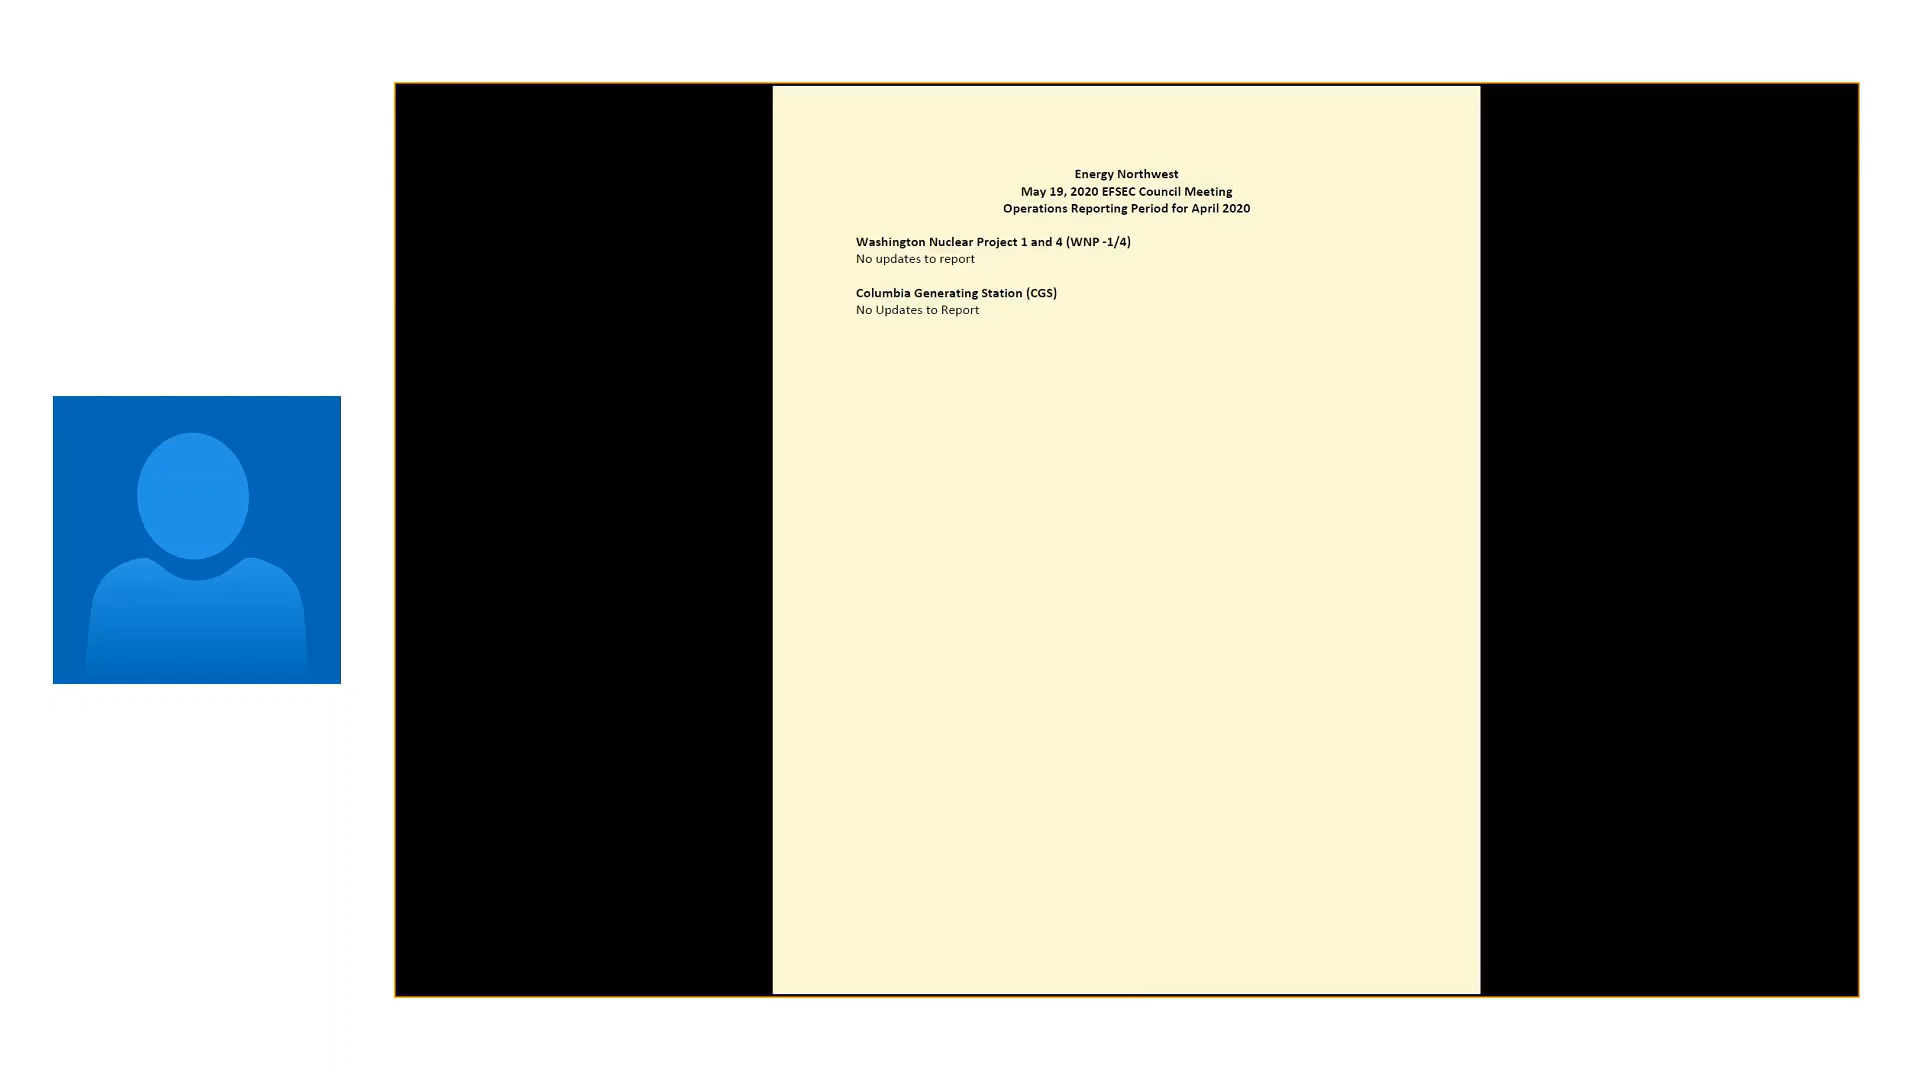 Energy Northwest
May 19, 2020 EFSEC Council Meeting
Operations Reporting Period for April 2020
Washington Nuclear Project 1 and 4 (WNP -1/4)
No updates to report
Columbia Generating Station (CGS)
No Updates to Report